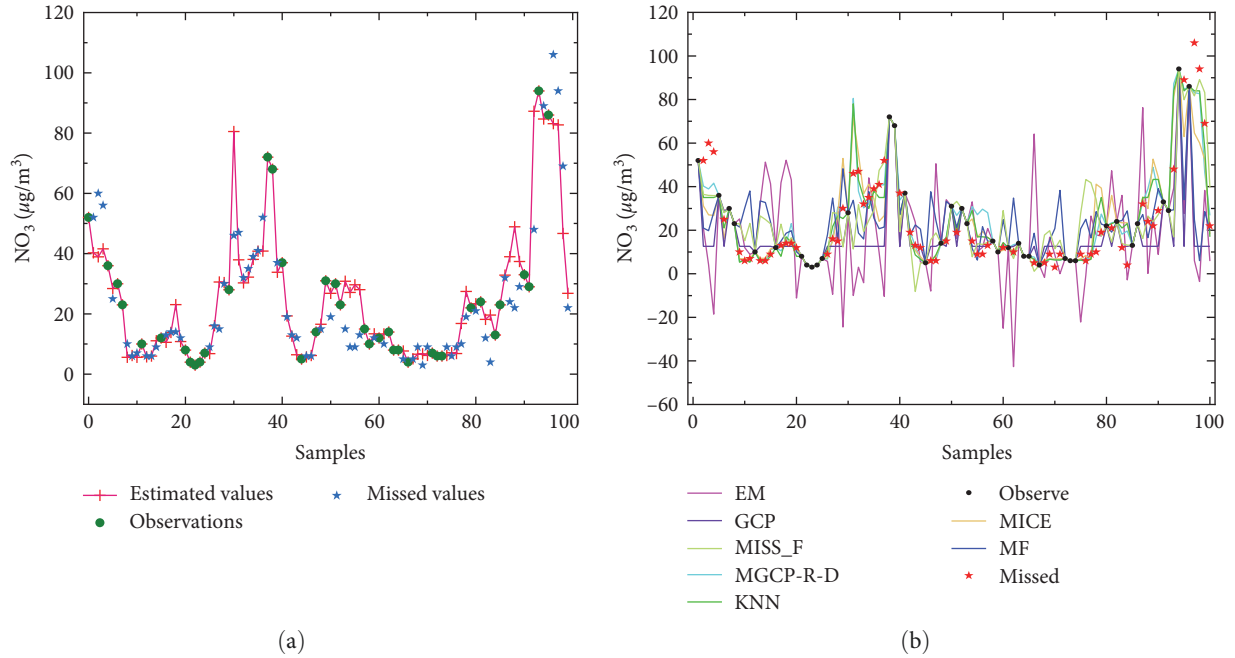 120
100
80
60
40
20
0
NO3 (μg/m³)
0 20 40 60 80 100
Samples
Estimated values
Missed values
Observations
(a)
120
100
80
60
40
20
0
−20
−40
−60
NO3 (μg/m³)
0 20 40 60 80 100
Samples
EM
GCP
MISS_F
MGCP-R-D
KNN
Observe
MICE
MF
Missed
(b)